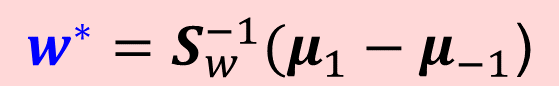 w* = S_w^{-1}(μ_1 − μ_{-1})